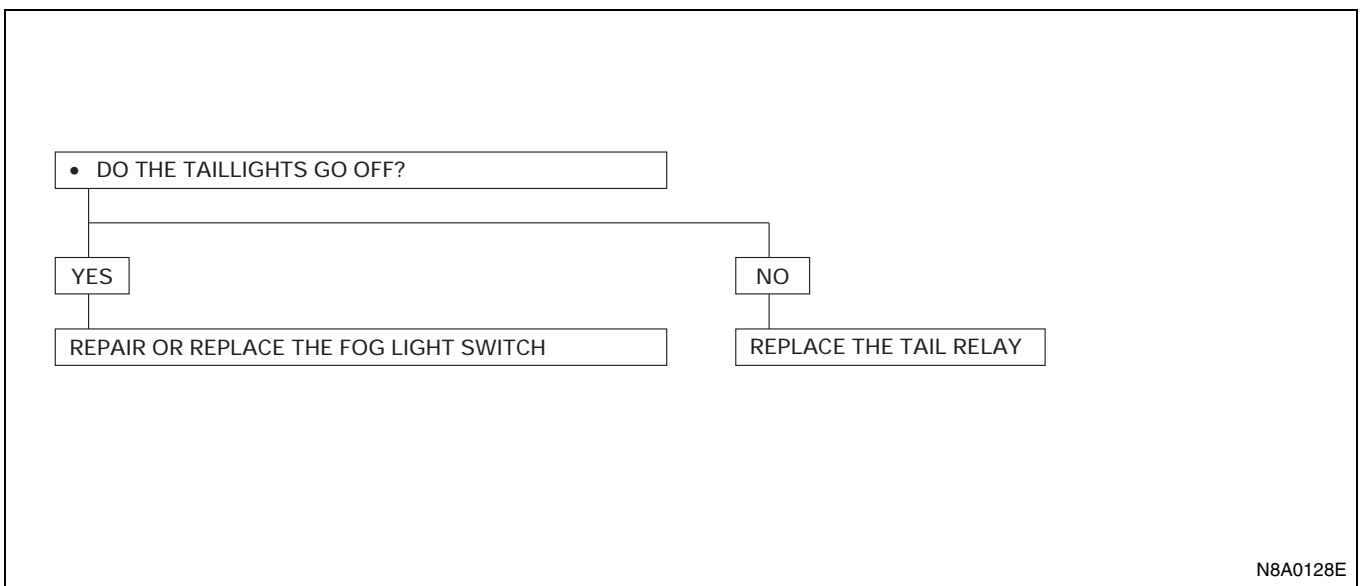 • DO THE TAILLIGHTS GO OFF?
YES
NO
REPAIR OR REPLACE THE FOG LIGHT SWITCH
REPLACE THE TAIL RELAY
N8A0128E